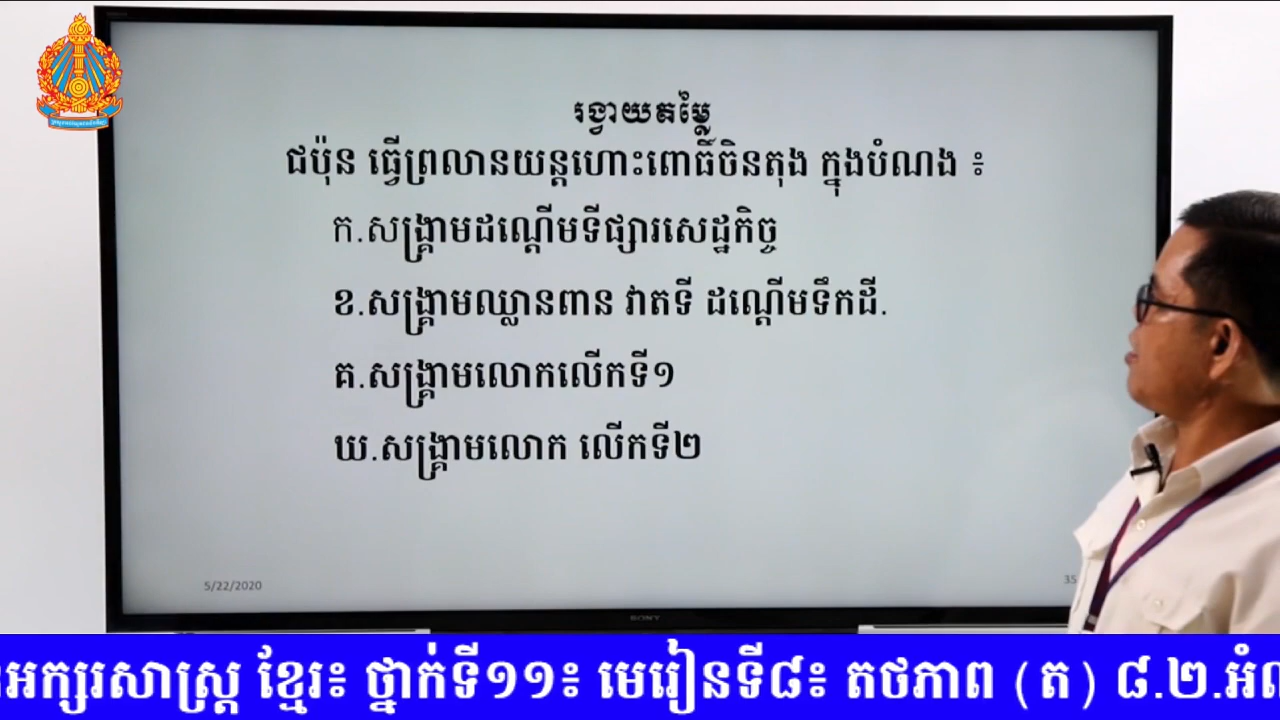 រង្វាយតម្លៃ
ជប៉ុន ធ្វើព្រលានយន្តហោះពោធិ៍ចិនតុង ក្នុងបំណង ៖
ក.សង្គ្រាមដណ្តើមទីផ្សារសេដ្ឋកិច្ច
ខ.សង្គ្រាមឈ្លានពាន វាតទី ដណ្តើមទឹកដី.
គ.សង្គ្រាមលោកលើកទី១
ឃ.សង្គ្រាមលោក លើកទី២
5/22/2020
35
SONY
អក្សរសាស្ត្រ ខ្មែរ៖ ថ្នាក់ទី១១៖ មេរៀនទី៨៖ តថភាព (ត) ៨.២.អំ